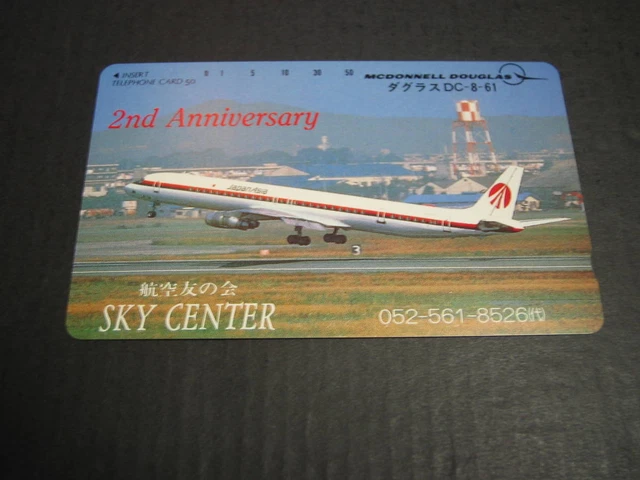 ◀INSERT
TELEPHONE CARD 50
0 1 5 10 30 50
MCDONNELL DOUGLAS
ダグラスDC-8-61
2nd Anniversary
JAPAN ASIA
3
航空友の会
SKY CENTER
052-561-8526㈹